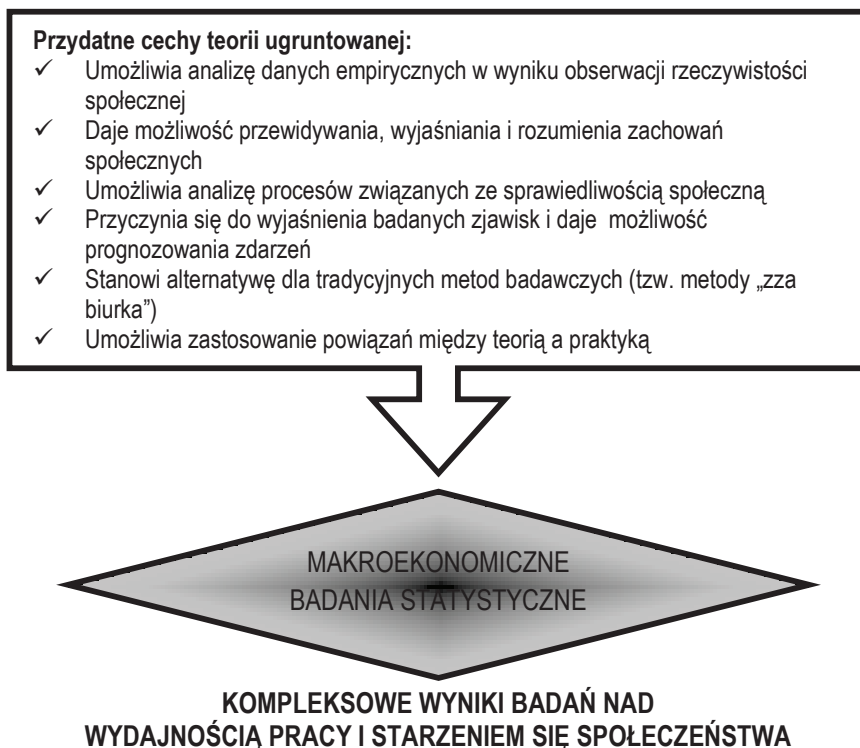 Przydatne cechy teorii ugruntowanej:
✓ Umożliwia analizę danych empirycznych w wyniku obserwacji rzeczywistości
społecznej
✓ Daje możliwość przewidywania, wyjaśniania i rozumienia zachowań
społecznych
✓ Umożliwia analizę procesów związanych ze sprawiedliwością społeczną
✓ Przyczynia się do wyjaśnienia badanych zjawisk i daje możliwość
prognozowania zdarzeń
✓ Stanowi alternatywę dla tradycyjnych metod badawczych (tzw. metody „zza
biurka”)
✓ Umożliwia zastosowanie powiązań między teorią a praktyką
MAKROEKONOMICZNE
BADANIA STATYSTYCZNE
KOMPLEKSOWE WYNIKI BADAŃ NAD
WYDAJNOŚCIĄ PRACY I STARZENIEM SIĘ SPOŁECZEŃSTWA